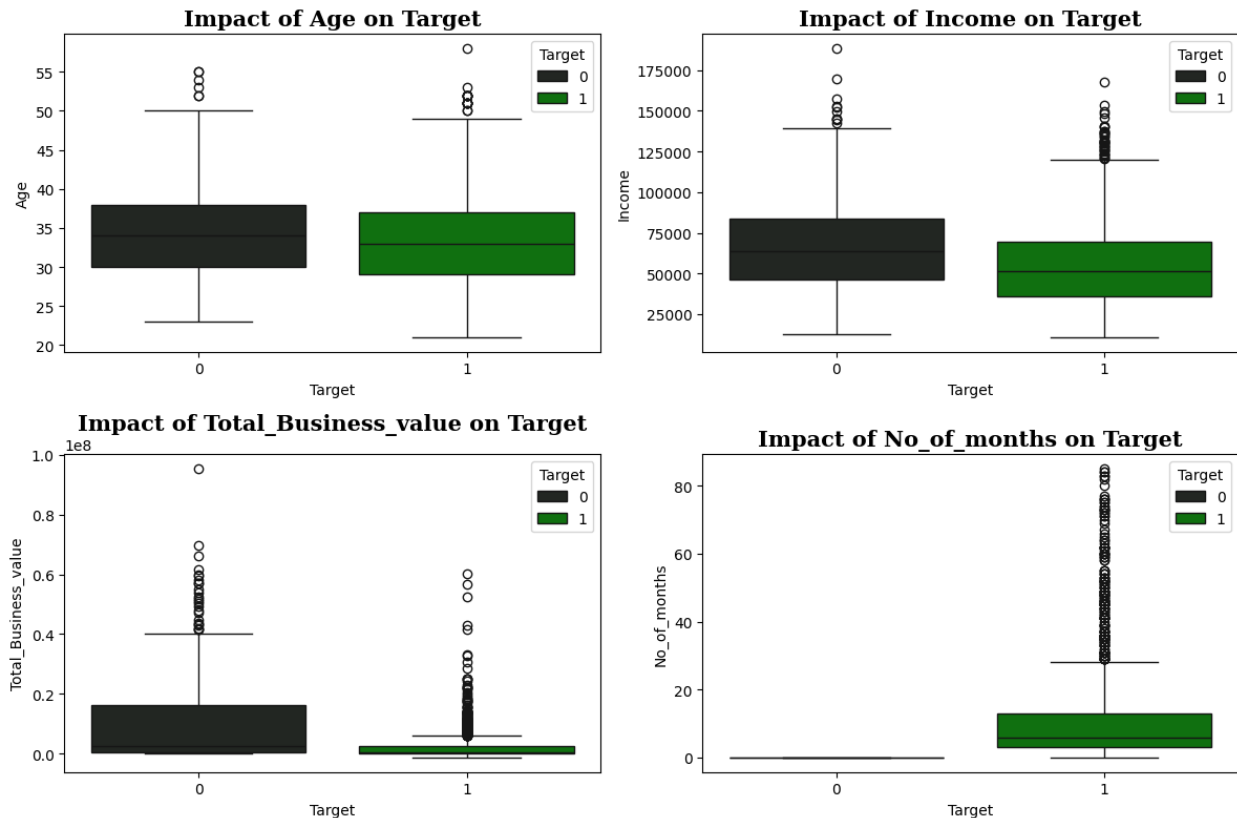 Impact of Age on Target
Target
0
1
55
50
45
40
35
30
25
20
Age
0
1
Target
Impact of Income on Target
Target
0
1
175000
150000
125000
100000
75000
50000
25000
Income
0
1
Target
Impact of Total_Business_value on Target
1e8
Target
0
1
1.0
0.8
0.6
0.4
0.2
0.0
Total_Business_value
0
1
Target
Impact of No_of_months on Target
Target
0
1
80
60
40
20
0
No_of_months
0
1
Target